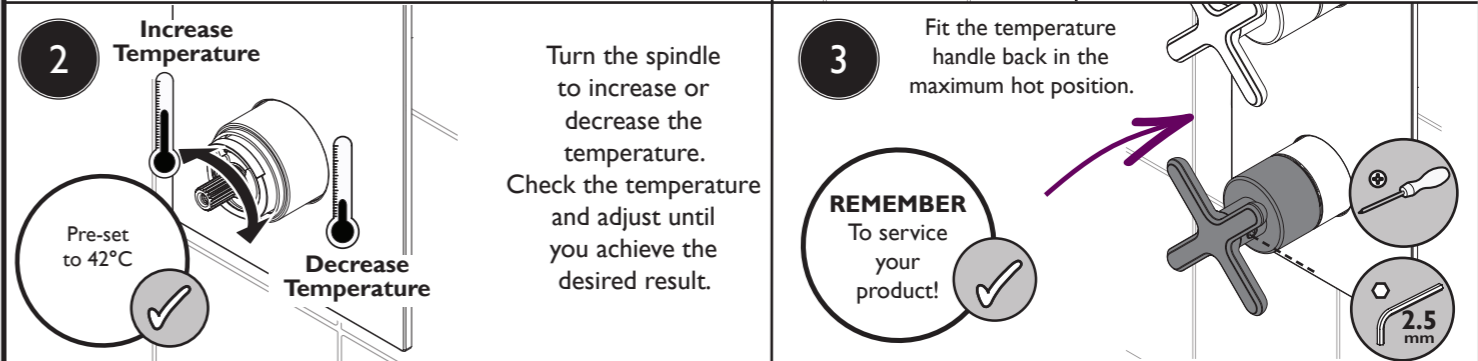 2
Increase
Temperature
Pre-set
to 42°C
Decrease
Temperature
Turn the spindle
to increase or
decrease the
temperature.
Check the temperature
and adjust until
you achieve the
desired result.
3
Fit the temperature
handle back in the
maximum hot position.
REMEMBER
To service
your
product!
2.5
mm